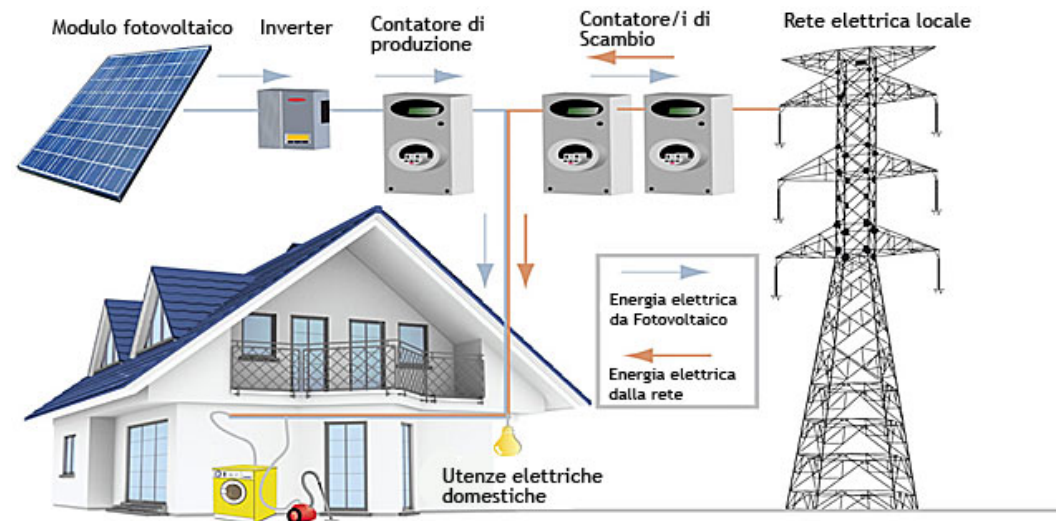 Modulo fotovoltaico
Inverter
Contatore di
produzione
Contatore/i di
Scambio
Rete elettrica locale
Energia elettrica
da Fotovoltaico
Energia elettrica
dalla rete
Utenze elettriche
domestiche